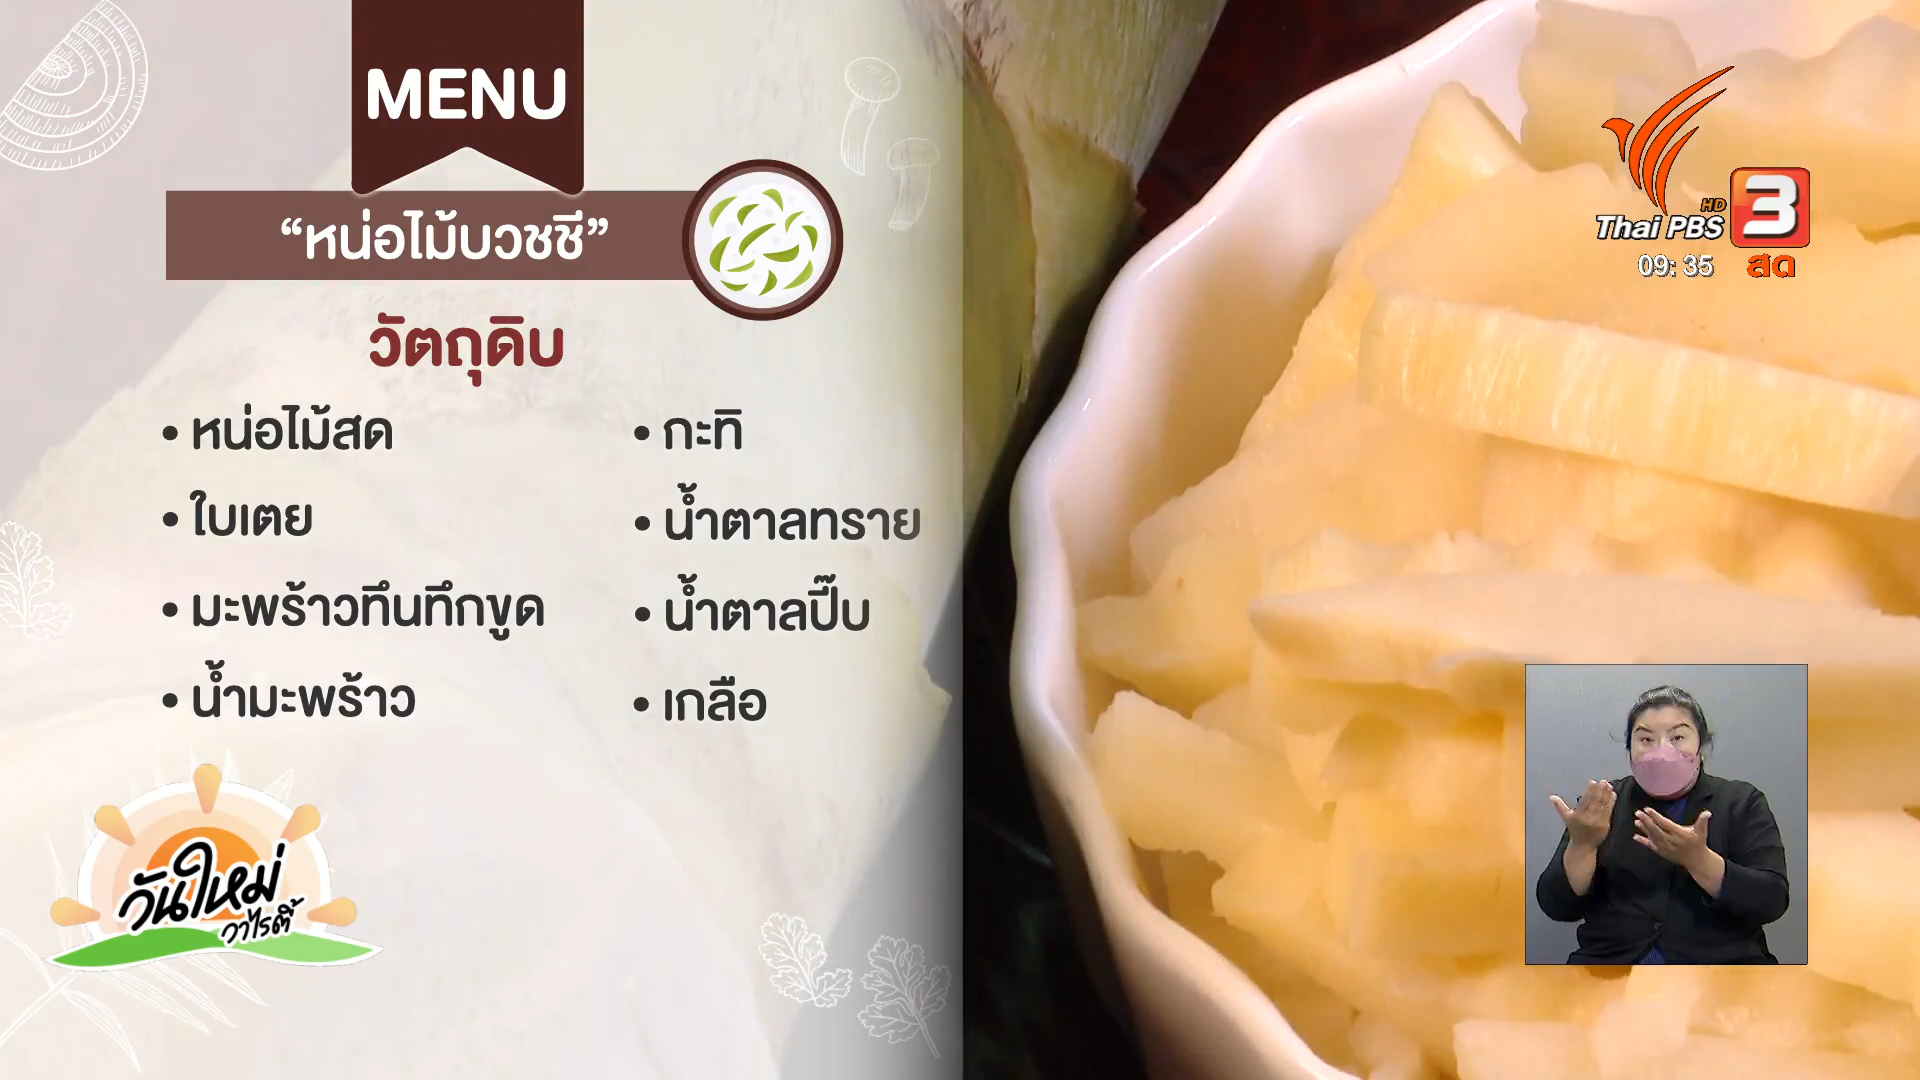 MENU
“หน่อไม้บวชชี”
วัตถุดิบ
• หน่อไม้สด
• ใบเตย
• มะพร้าวทึนทึกขูด
• น้ำมะพร้าว
• กะทิ
• น้ำตาลทราย
• น้ำตาลปี๊บ
• เกลือ
วันใหม่
วาไรตี้
HD
Thai PBS 3
09: 35 สด